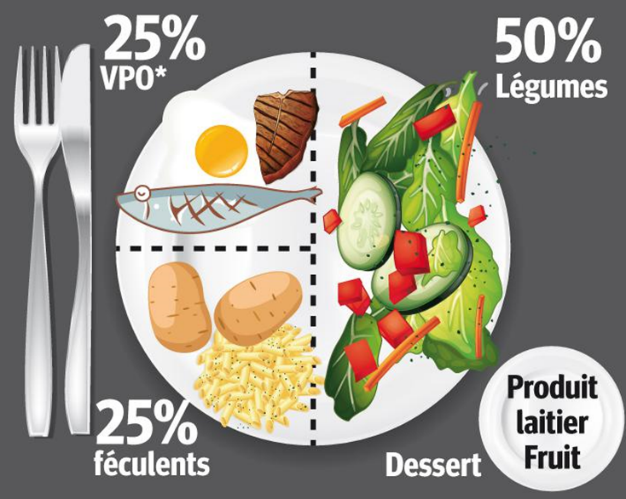 25%
VPO*
50%
Légumes
25%
féculents
Dessert
Produit
laitier
Fruit